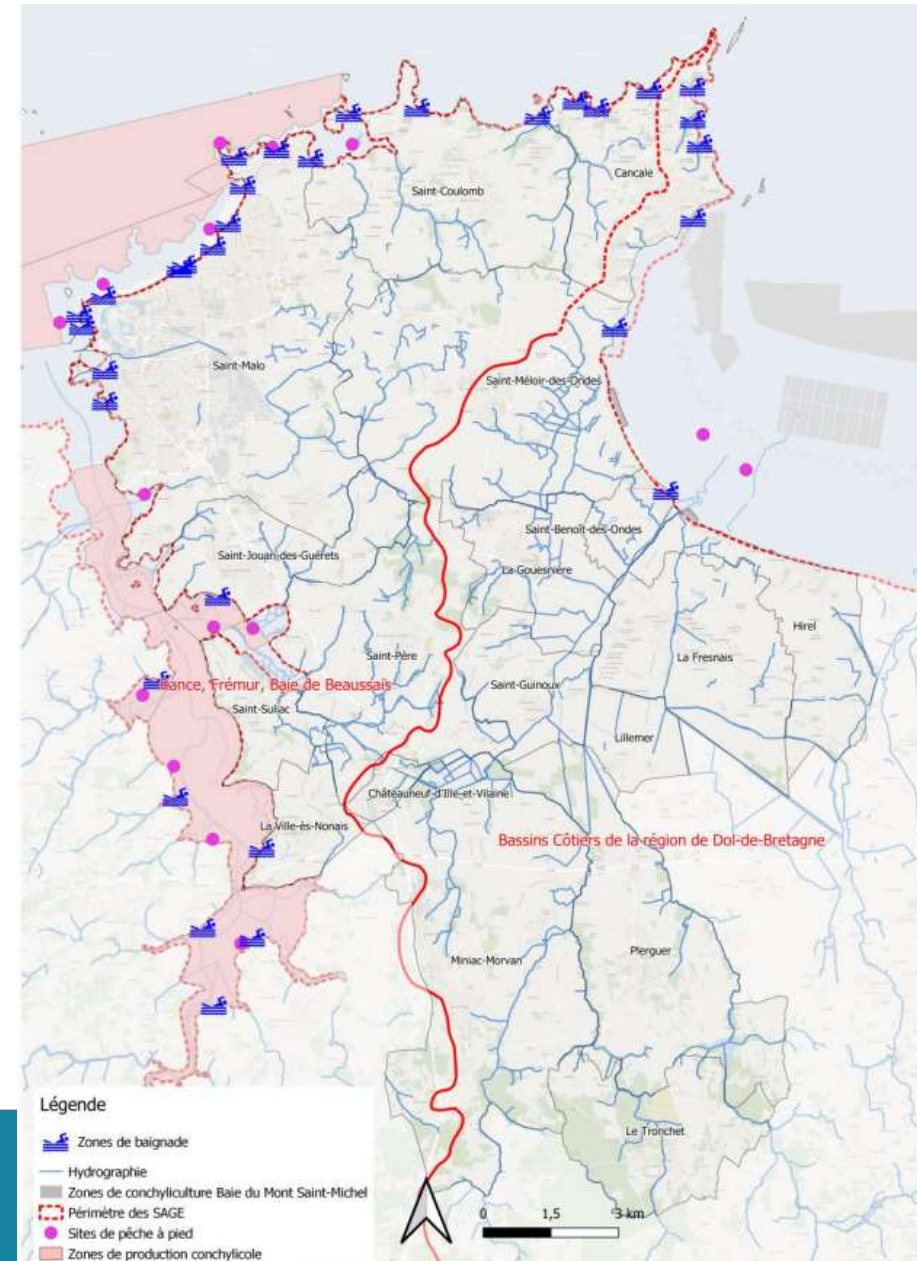 Cancale
Saint-Coulomb
Saint-Malo
Saint-Méloir-des-Ondes
Saint-Benoît-des-Ondes
Saint-Jouan-des-Guérets
La Gouesnière
Hirel
La Fresnais
Saint-Père
Rance, Frémur, Baie de Beaussais
Saint-Guinoux
Saint-Suliac
Lillemer
Châteauneuf-d'Ille-et-Vilaine
La Ville-ès-Nonais
Bassins Côtiers de la région de Dol-de-Bretagne
Plerguer
Miniac-Morvan
Le Tronchet
Légende
Zones de baignade
Hydrographie
Zones de conchyliculture Baie du Mont Saint-Michel
Périmètre des SAGE
Sites de pêche à pied
Zones de production conchylicole
0 1,5 3 km